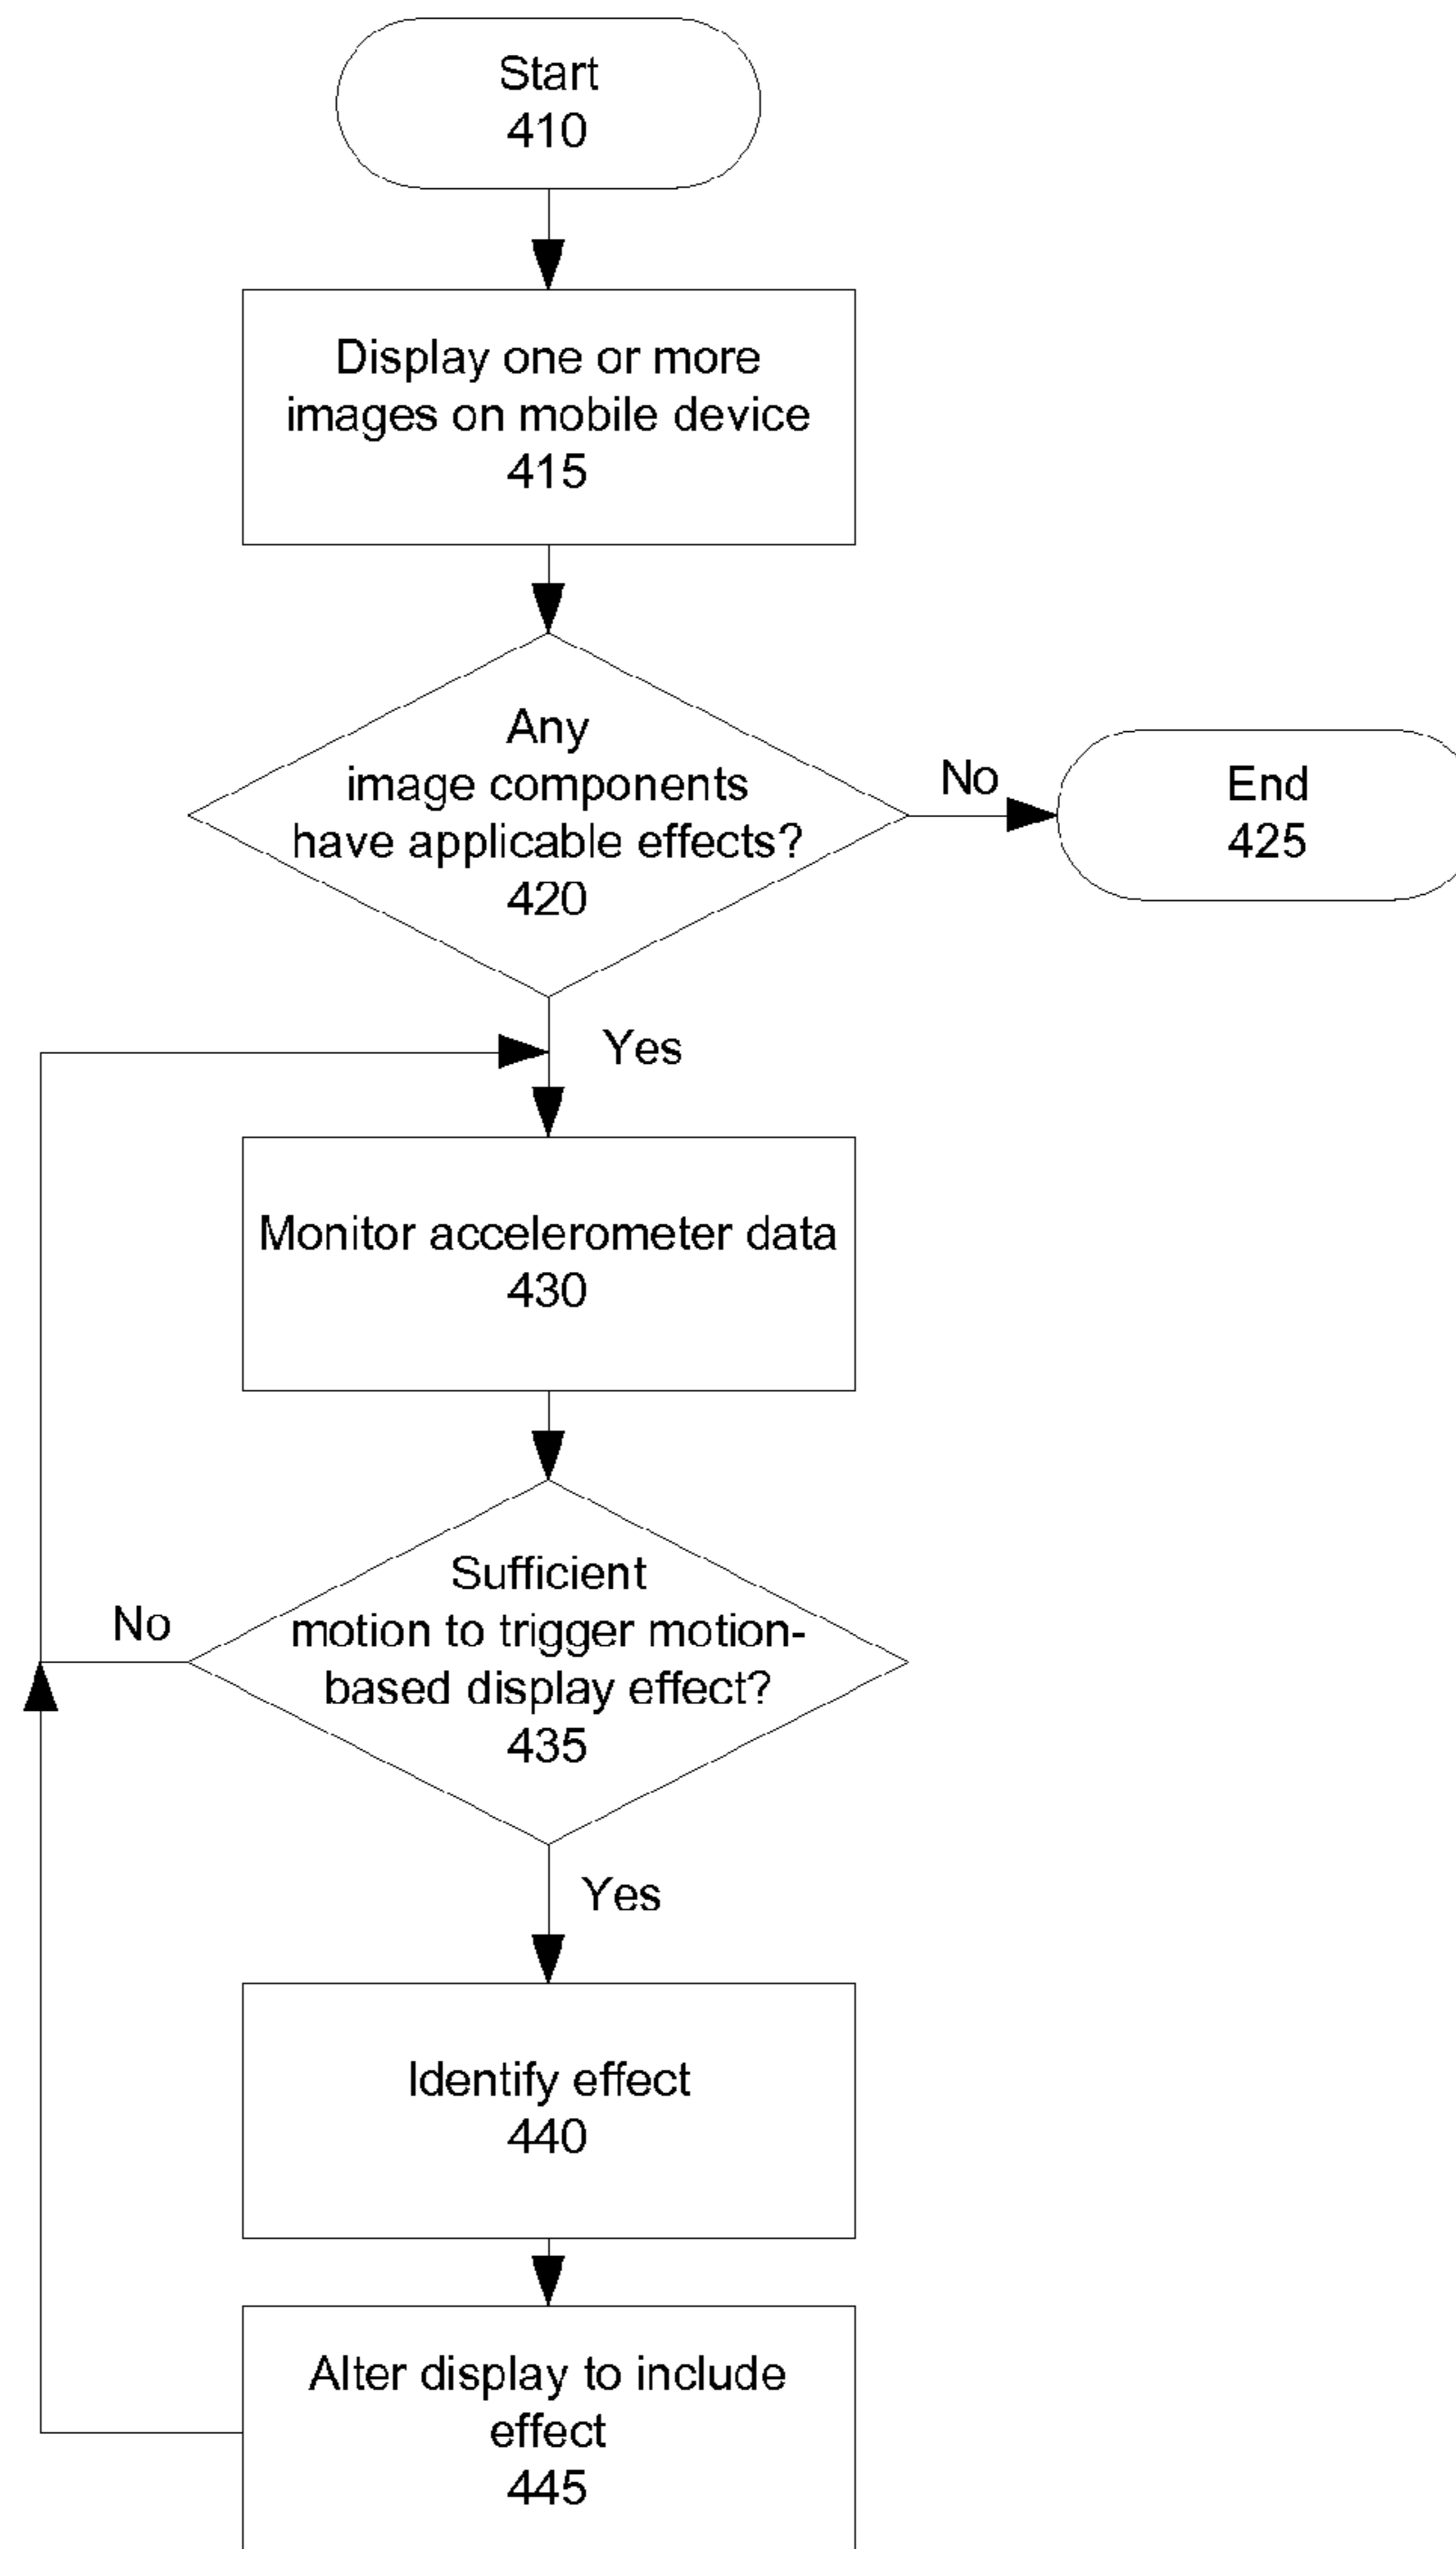 Start
410
Display one or more
images on mobile device
415
Any
image components
have applicable effects?
420
No
End
425
Yes
Monitor accelerometer data
430
Sufficient
motion to trigger motion-
based display effect?
435
No
Yes
Identify effect
440
Alter display to include
effect
445